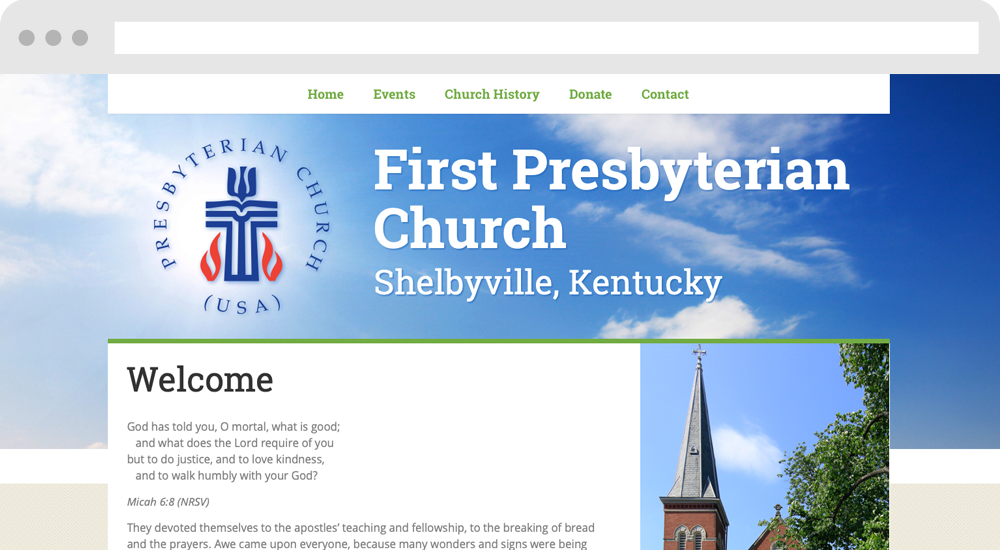 Home Events Church History Donate Contact
PRESBYTERIAN CHURCH
(USA)
First Presbyterian
Church
Shelbyville, Kentucky
Welcome
God has told you, O mortal, what is good;
and what does the Lord require of you
but to do justice, and to love kindness,
and to walk humbly with your God?
Micah 6:8 (NRSV)
They devoted themselves to the apostles’ teaching and fellowship, to the breaking of bread
and the prayers. Awe came upon everyone, because many wonders and signs were being